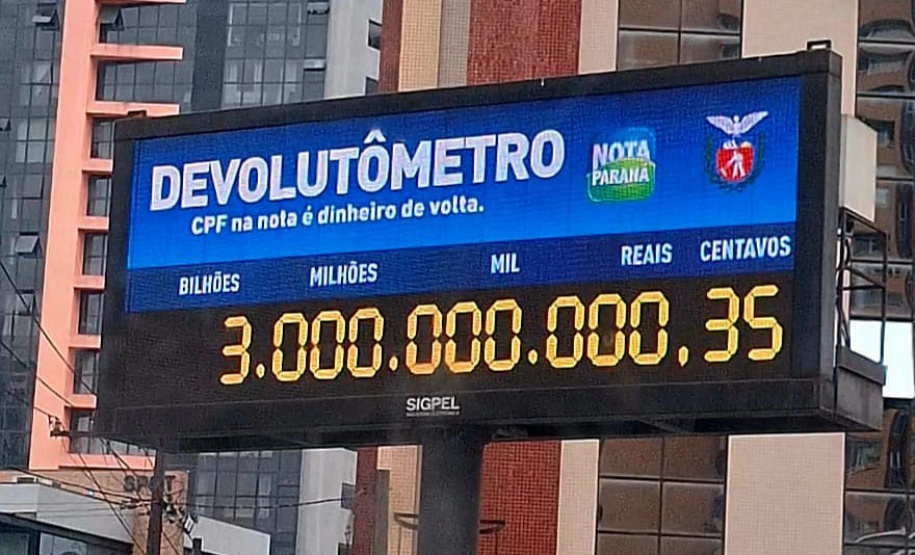 DEVOLUTÔMETRO
CPF na nota é dinheiro de volta.
NOTA
PARANÁ
BILHÕES MILHÕES MIL REAIS CENTAVOS
3.000.000.000,35
SIGPEL